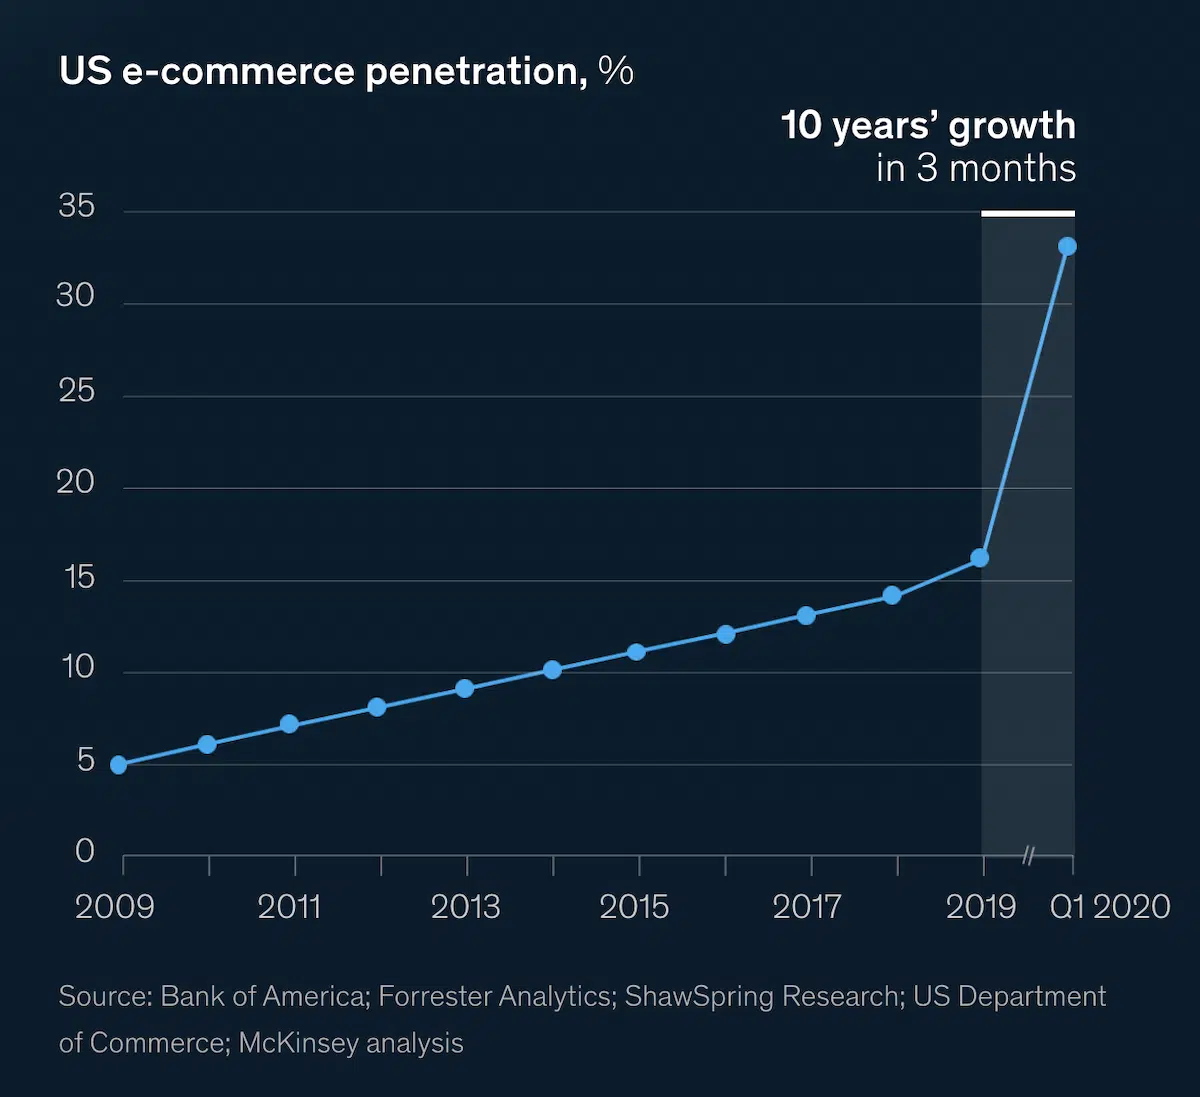 US e-commerce penetration, %
10 years’ growth
in 3 months
35
30
25
20
15
10
5
0
2009 2011 2013 2015 2017 2019 Q1 2020
Source: Bank of America; Forrester Analytics; ShawSpring Research; US Department
of Commerce; McKinsey analysis